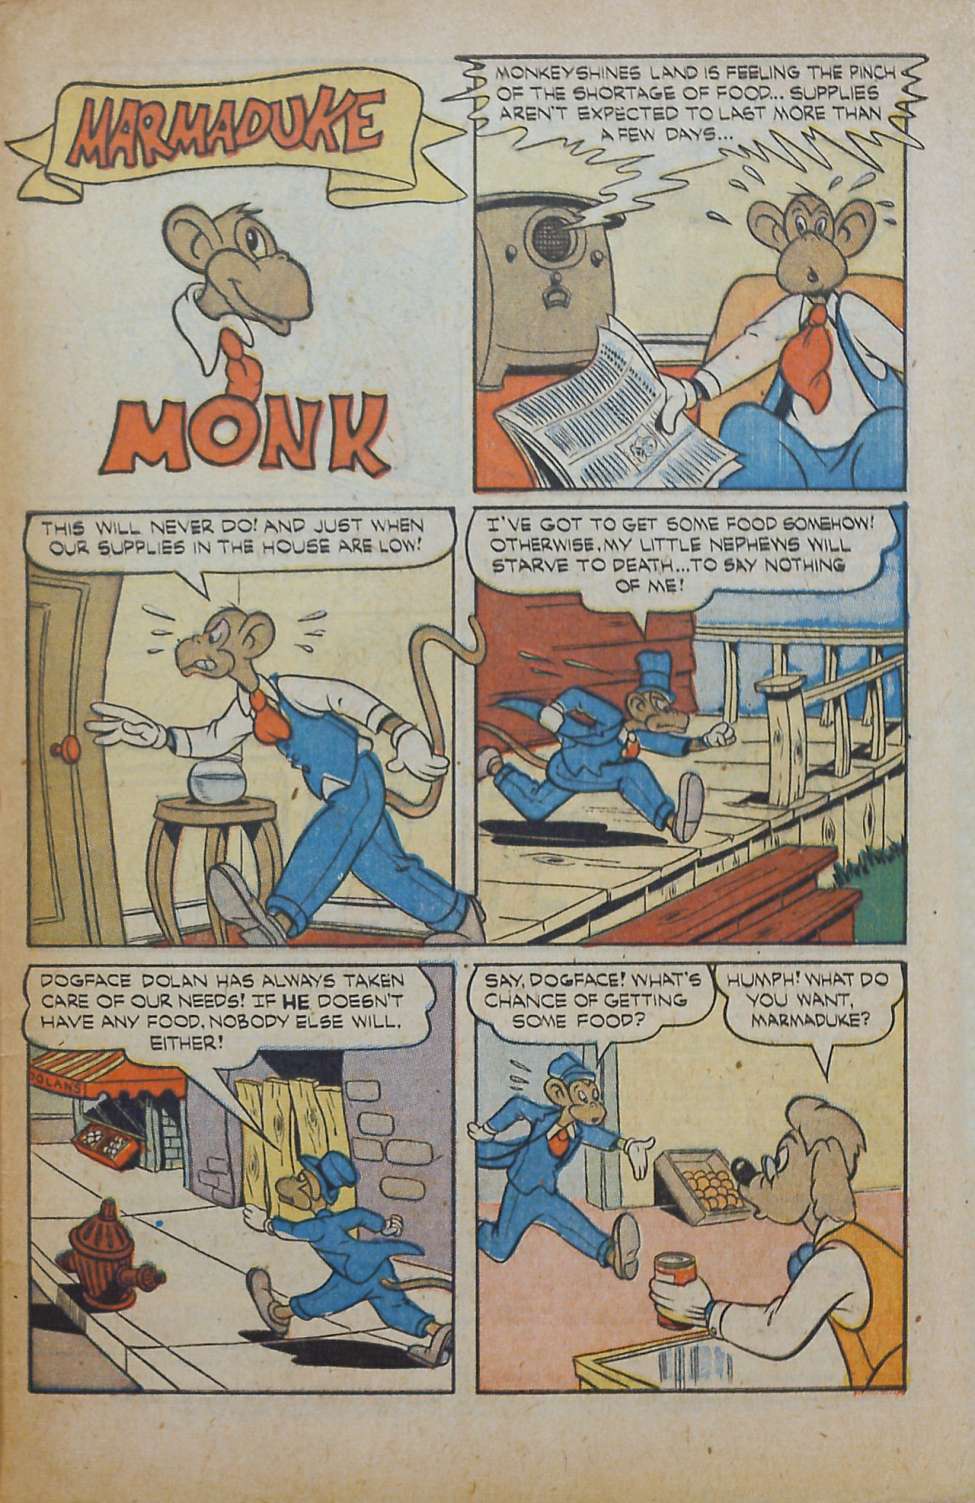 MARMADUKE
MONK
MONKEYSHINES LAND IS FEELING THE PINCH
OF THE SHORTAGE OF FOOD... SUPPLIES
AREN'T EXPECTED TO LAST MORE THAN
A FEW DAYS...
THIS WILL NEVER DO! AND JUST WHEN
OUR SUPPLIES IN THE HOUSE ARE LOW!
I'VE GOT TO GET SOME FOOD SOMEHOW!
OTHERWISE, MY LITTLE NEPHEWS WILL
STARVE TO DEATH...TO SAY NOTHING
OF ME!
DOGFACE DOLAN HAS ALWAYS TAKEN
CARE OF OUR NEEDS! IF HE DOESN'T
HAVE ANY FOOD, NOBODY ELSE WILL,
EITHER!
DOLAN'S
SAY, DOGFACE! WHAT'S
CHANCE OF GETTING
SOME FOOD?
HUMPH! WHAT DO
YOU WANT,
MARMADUKE?